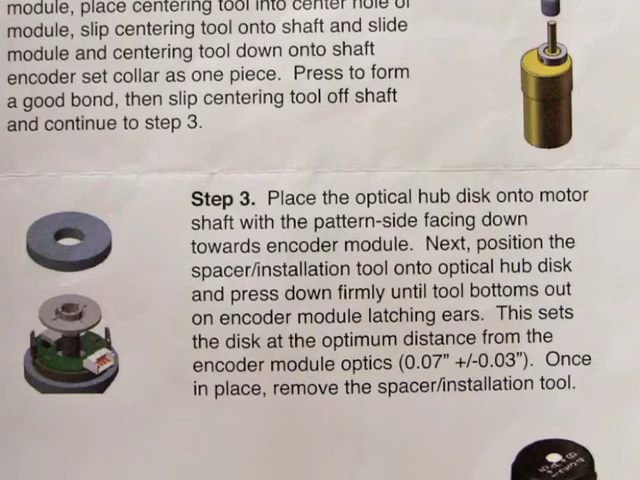 module, place centering tool into center hole of
module, slip centering tool onto shaft and slide
module and centering tool down onto shaft
encoder set collar as one piece.  Press to form
a good bond, then slip centering tool off shaft
and continue to step 3.
Step 3.  Place the optical hub disk onto motor
shaft with the pattern-side facing down
towards encoder module.  Next, position the
spacer/installation tool onto optical hub disk
and press down firmly until tool bottoms out
on encoder module latching ears.  This sets
the disk at the optimum distance from the
encoder module optics (0.07” +/-0.03”).  Once
in place, remove the spacer/installation tool.